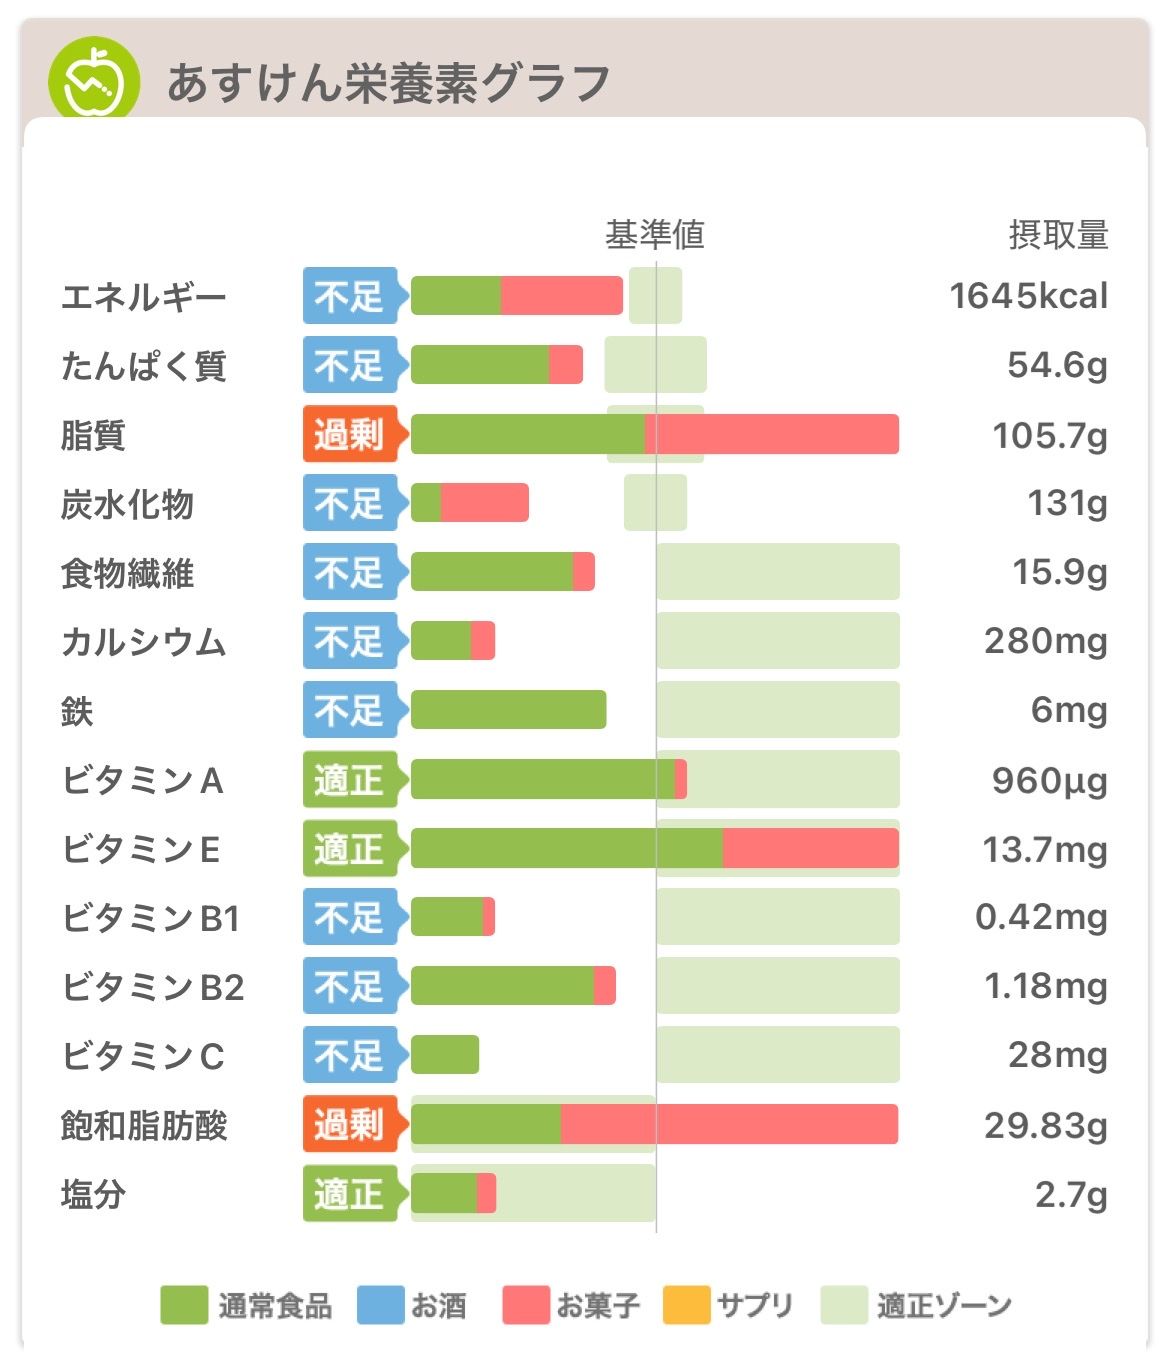 あすけん栄養素グラフ
基準値 摂取量
エネルギー 不足 1645kcal
たんぱく質 不足 54.6g
脂質 過剰 105.7g
炭水化物 不足 131g
食物繊維 不足 15.9g
カルシウム 不足 280mg
鉄 不足 6mg
ビタミンA 適正 960μg
ビタミンE 適正 13.7mg
ビタミンB1 不足 0.42mg
ビタミンB2 不足 1.18mg
ビタミンC 不足 28mg
飽和脂肪酸 過剰 29.83g
塩分 適正 2.7g
通常食品 お酒 お菓子 サプリ 適正ゾーン